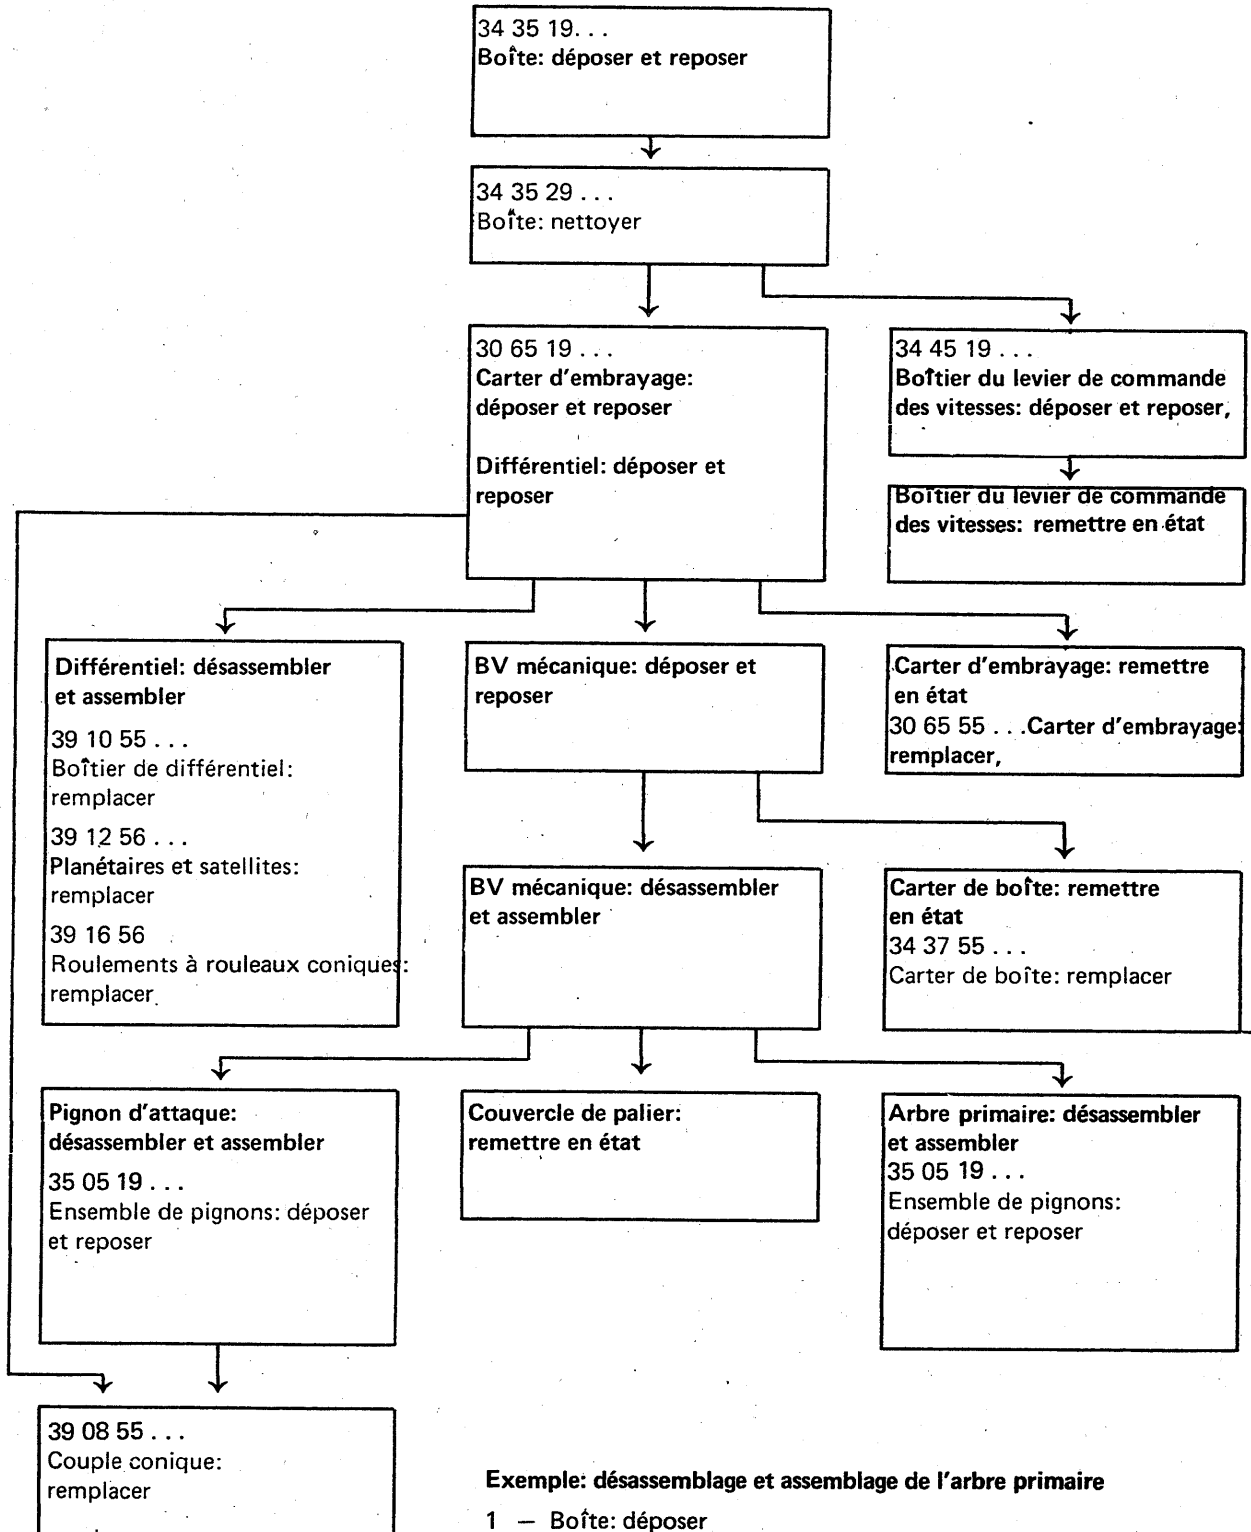 34 35 19. . .
Boîte: déposer et reposer
34 35 29 . . .
Boîte: nettoyer
30 65 19 . . .
Carter d'embrayage:
déposer et reposer
Différentiel: déposer et
reposer
34 45 19 . . .
Boîtier du levier de commande
des vitesses: déposer et reposer,
Boîtier du levier de commande
des vitesses: remettre en état
Différentiel: désassembler
et assembler
39 10 55 . . .
Boîtier de différentiel:
remplacer
39 12 56 . . .
Planétaires et satellites:
remplacer
39 16 56
Roulements à rouleaux coniques:
remplacer
BV mécanique: déposer et
reposer
Carter d'embrayage: remettre
en état
30 65 55 . . .Carter d'embrayage:
remplacer,
BV mécanique: désassembler
et assembler
Carter de boîte: remettre
en état
34 37 55 . . .
Carter de boîte: remplacer
Pignon d'attaque:
désassembler et assembler
35 05 19 . . .
Ensemble de pignons: déposer
et reposer
Couvercle de palier:
remettre en état
Arbre primaire: désassembler
et assembler
35 05 19 . . .
Ensemble de pignons:
déposer et reposer
39 08 55 . . .
Couple conique:
remplacer
Exemple: désassemblage et assemblage de l'arbre primaire
1 — Boîte: déposer